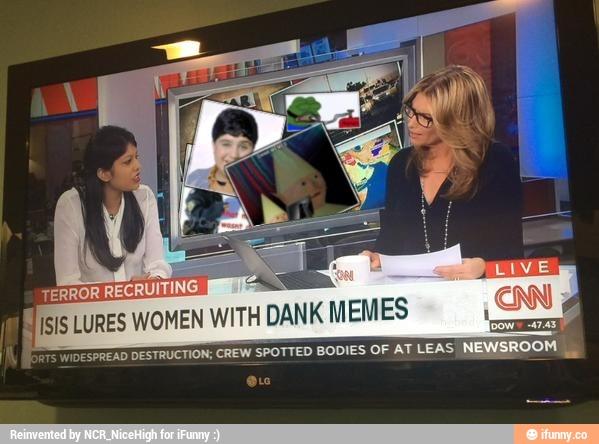 CNN
TERROR RECRUITING
LIVE
ISIS LURES WOMEN WITH DANK MEMES
CNN
DOW -47.43
ORTS WIDESPREAD DESTRUCTION; CREW SPOTTED BODIES OF AT LEAS
NEWSROOM
LG
Reinvented by NCR_NiceHigh for iFunny :)
ifunny.co